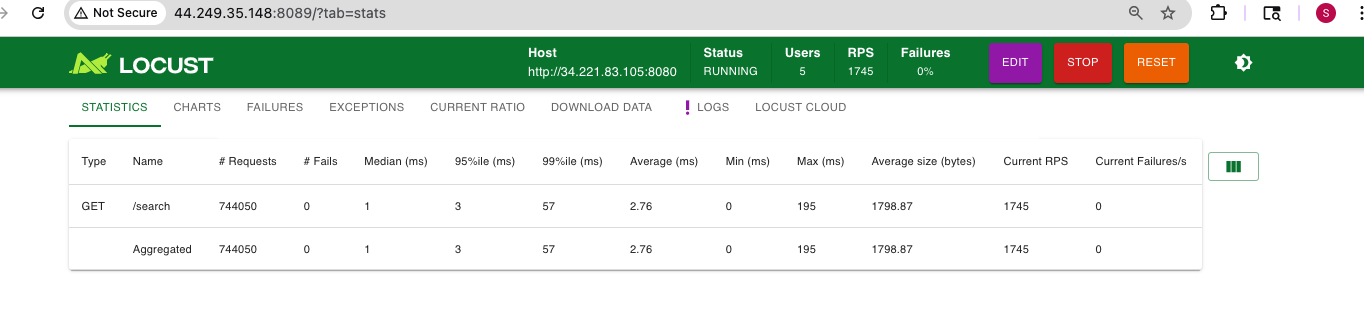 Not Secure 44.249.35.148:8089/?tab=stats S
LOCUST
Host Status Users RPS Failures
http://34.221.83.105:8080 RUNNING 5 1745 0%
EDIT STOP RESET
STATISTICS CHARTS FAILURES EXCEPTIONS CURRENT RATIO DOWNLOAD DATA ! LOGS LOCUST CLOUD
Type Name # Requests # Fails Median (ms) 95%ile (ms) 99%ile (ms) Average (ms) Min (ms) Max (ms) Average size (bytes) Current RPS Current Failures/s
GET /search 744050 0 1 3 57 2.76 0 195 1798.87 1745 0
Aggregated 744050 0 1 3 57 2.76 0 195 1798.87 1745 0